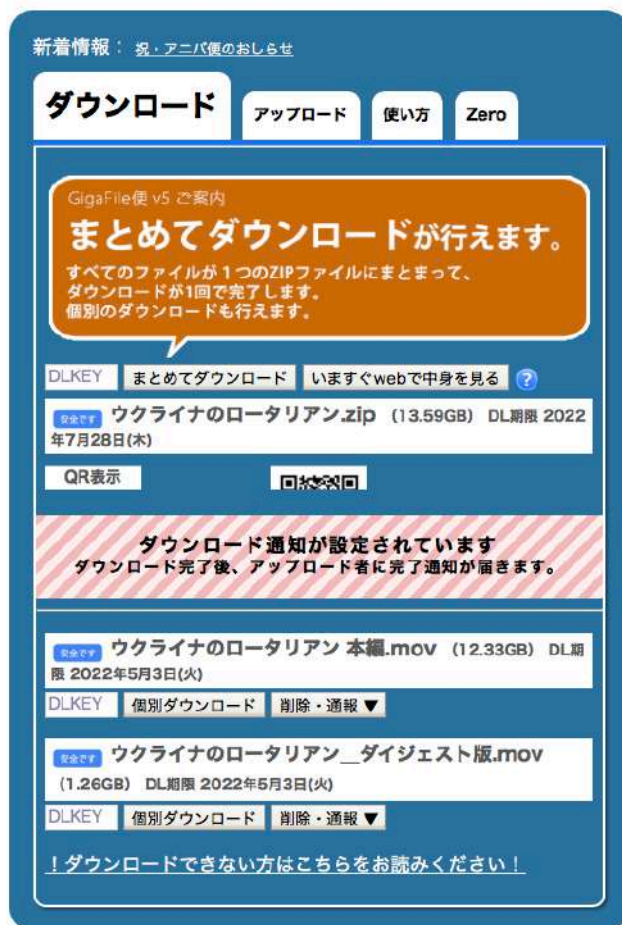 新着情報： 祝・アニバ便のおしらせ
ダウンロード
アップロード
使い方
Zero
GigaFile便 v5 ご案内
まとめてダウンロードが行えます。
すべてのファイルが１つのZIPファイルにまとまって、
ダウンロードが1回で完了します。
個別のダウンロードも行えます。
DLKEY まとめてダウンロード いますぐwebで中身を見る ?
安全です ウクライナのロータリアン.zip （13.59GB） DL期限 2022
年7月28日(木)
QR表示
ダウンロード通知が設定されています
ダウンロード完了後、アップロード者に完了通知が届きます。
安全です ウクライナのロータリアン 本編.mov （12.33GB） DL期
限 2022年5月3日(火)
DLKEY 個別ダウンロード 削除・通報 ▼
安全です ウクライナのロータリアン__ダイジェスト版.mov
（1.26GB） DL期限 2022年5月3日(火)
DLKEY 個別ダウンロード 削除・通報 ▼
！ダウンロードできない方はこちらをお読みください！